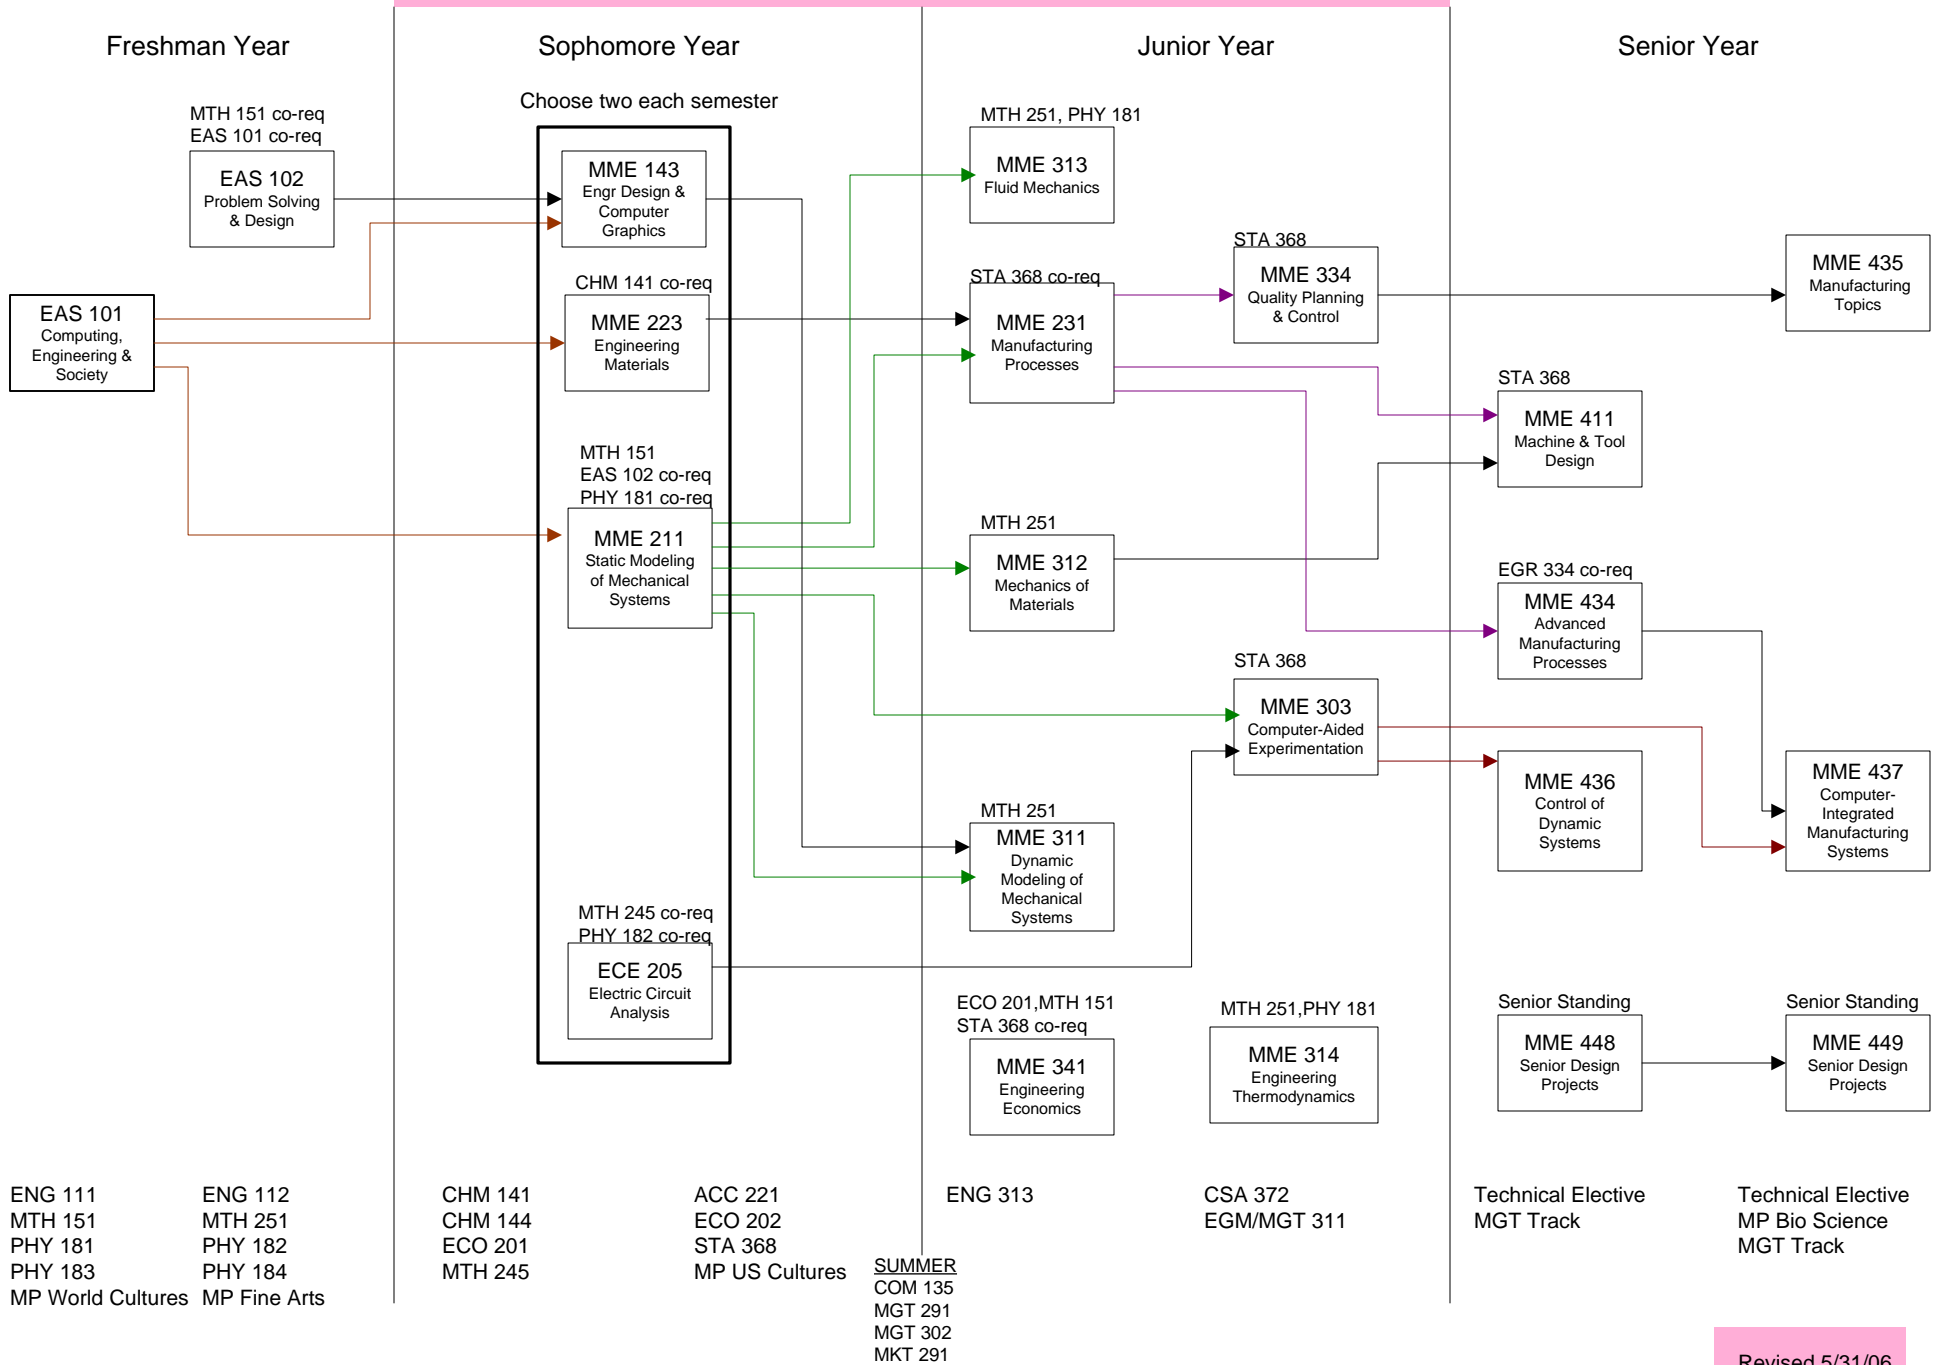 Freshman Year
Sophomore Year
Junior Year
Senior Year
MTH 151 co-req
EAS 101 co-req
EAS 102
Problem Solving
& Design
EAS 101
Computing,
Engineering &
Society
Choose two each semester
MME 143
Engr Design &
Computer
Graphics
CHM 141 co-req
MME 223
Engineering
Materials
MTH 151
EAS 102 co-req
PHY 181 co-req
MME 211
Static Modeling
of Mechanical
Systems
MTH 245 co-req
PHY 182 co-req
ECE 205
Electric Circuit
Analysis
MTH 251, PHY 181
MME 313
Fluid Mechanics
STA 368 co-req
MME 231
Manufacturing
Processes
MTH 251
MME 312
Mechanics of
Materials
MTH 251
MME 311
Dynamic
Modeling of
Mechanical
Systems
ECO 201,MTH 151
STA 368 co-req
MME 341
Engineering
Economics
STA 368
MME 334
Quality Planning
& Control
STA 368
MME 303
Computer-Aided
Experimentation
MTH 251,PHY 181
MME 314
Engineering
Thermodynamics
STA 368
MME 411
Machine & Tool
Design
EGR 334 co-req
MME 434
Advanced
Manufacturing
Processes
MME 436
Control of
Dynamic
Systems
Senior Standing
MME 448
Senior Design
Projects
MME 435
Manufacturing
Topics
MME 437
Computer-
Integrated
Manufacturing
Systems
Senior Standing
MME 449
Senior Design
Projects
ENG 111
MTH 151
PHY 181
PHY 183
MP World Cultures
ENG 112
MTH 251
PHY 182
PHY 184
MP Fine Arts
CHM 141
CHM 144
ECO 201
MTH 245
ACC 221
ECO 202
STA 368
MP US Cultures
SUMMER
COM 135
MGT 291
MGT 302
MKT 291
ENG 313
CSA 372
EGM/MGT 311
Technical Elective
MGT Track
Technical Elective
MP Bio Science
MGT Track
Revised 5/31/06